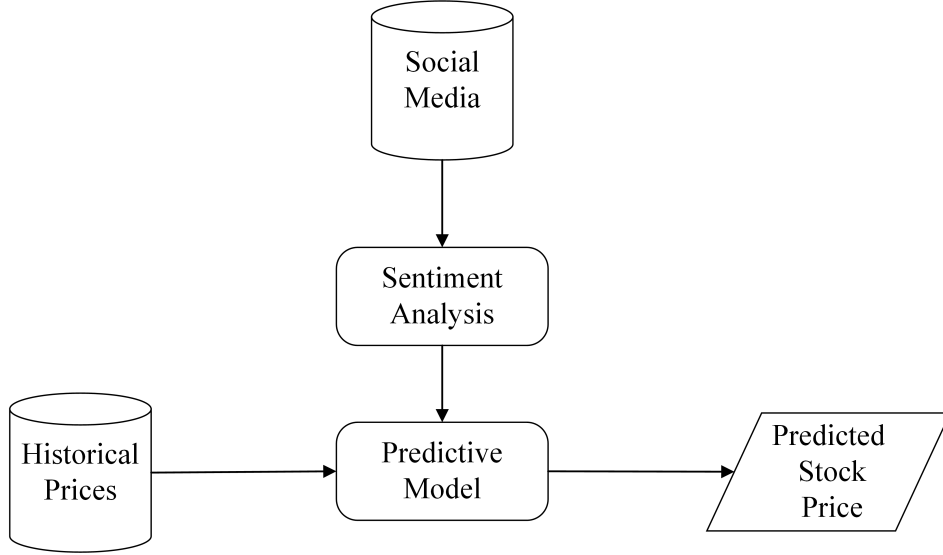 Social
Media
Sentiment
Analysis
Historical
Prices
Predictive
Model
Predicted
Stock
Price